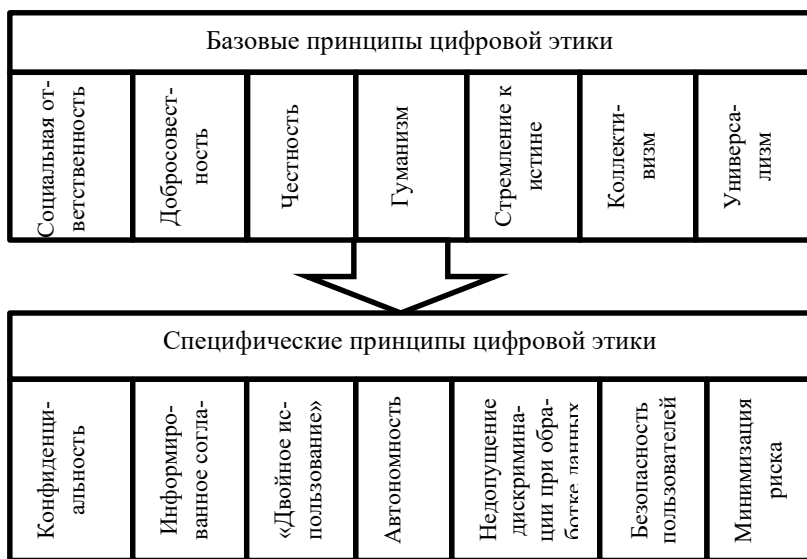 Базовые принципы цифровой этики
Социальная от-
ветственность
Добросовест-
ность
Честность
Гуманизм
Стремление к
истине
Коллекти-
визм
Универса-
лизм
Специфические принципы цифровой этики
Конфиденци-
альность
Информиро-
ванное согла-
«Двойное ис-
пользование»
Автономность
Недопущение
дискримина-
ции при обра-
ботке данных
Безопасность
пользователей
Минимизация
риска